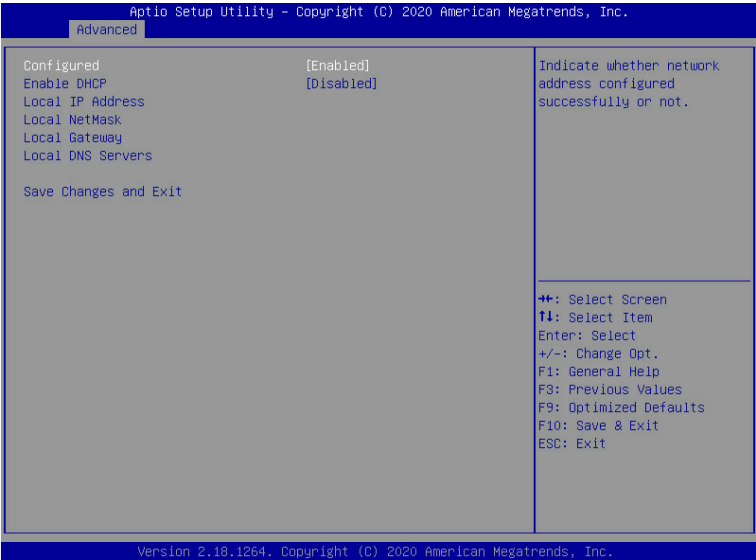 Aptio Setup Utility – Copyright (C) 2020 American Megatrends, Inc.
Advanced
Configured [Enabled]
Enable DHCP [Disabled]
Local IP Address
Local NetMask
Local Gateway
Local DNS Servers
Save Changes and Exit
Indicate whether network
address configured
successfully or not.
→←: Select Screen
↑↓: Select Item
Enter: Select
+/-: Change Opt.
F1: General Help
F3: Previous Values
F9: Optimized Defaults
F10: Save & Exit
ESC: Exit
Version 2.18.1264. Copyright (C) 2020 American Megatrends, Inc.